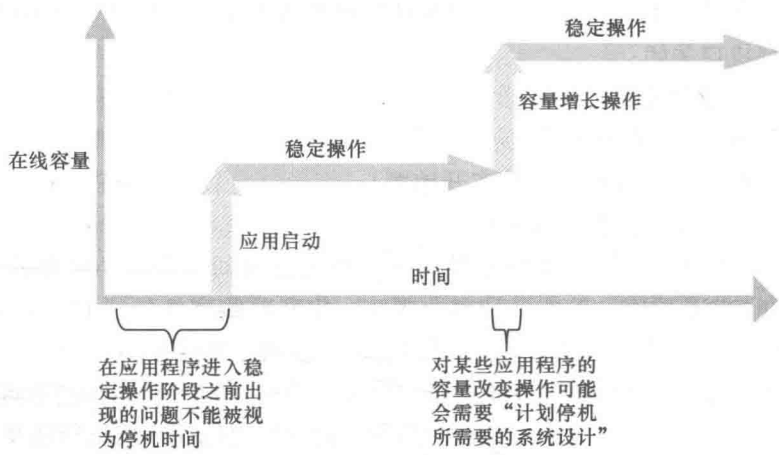 稳定操作
容量增长操作
稳定操作
在线容量
应用启动
时间
在应用程序进入稳
定操作阶段之前出
现的问题不能被视
为停机时间
对某些应用程序的
容量改变操作可能
会需要“计划停机
所需要的系统设计”